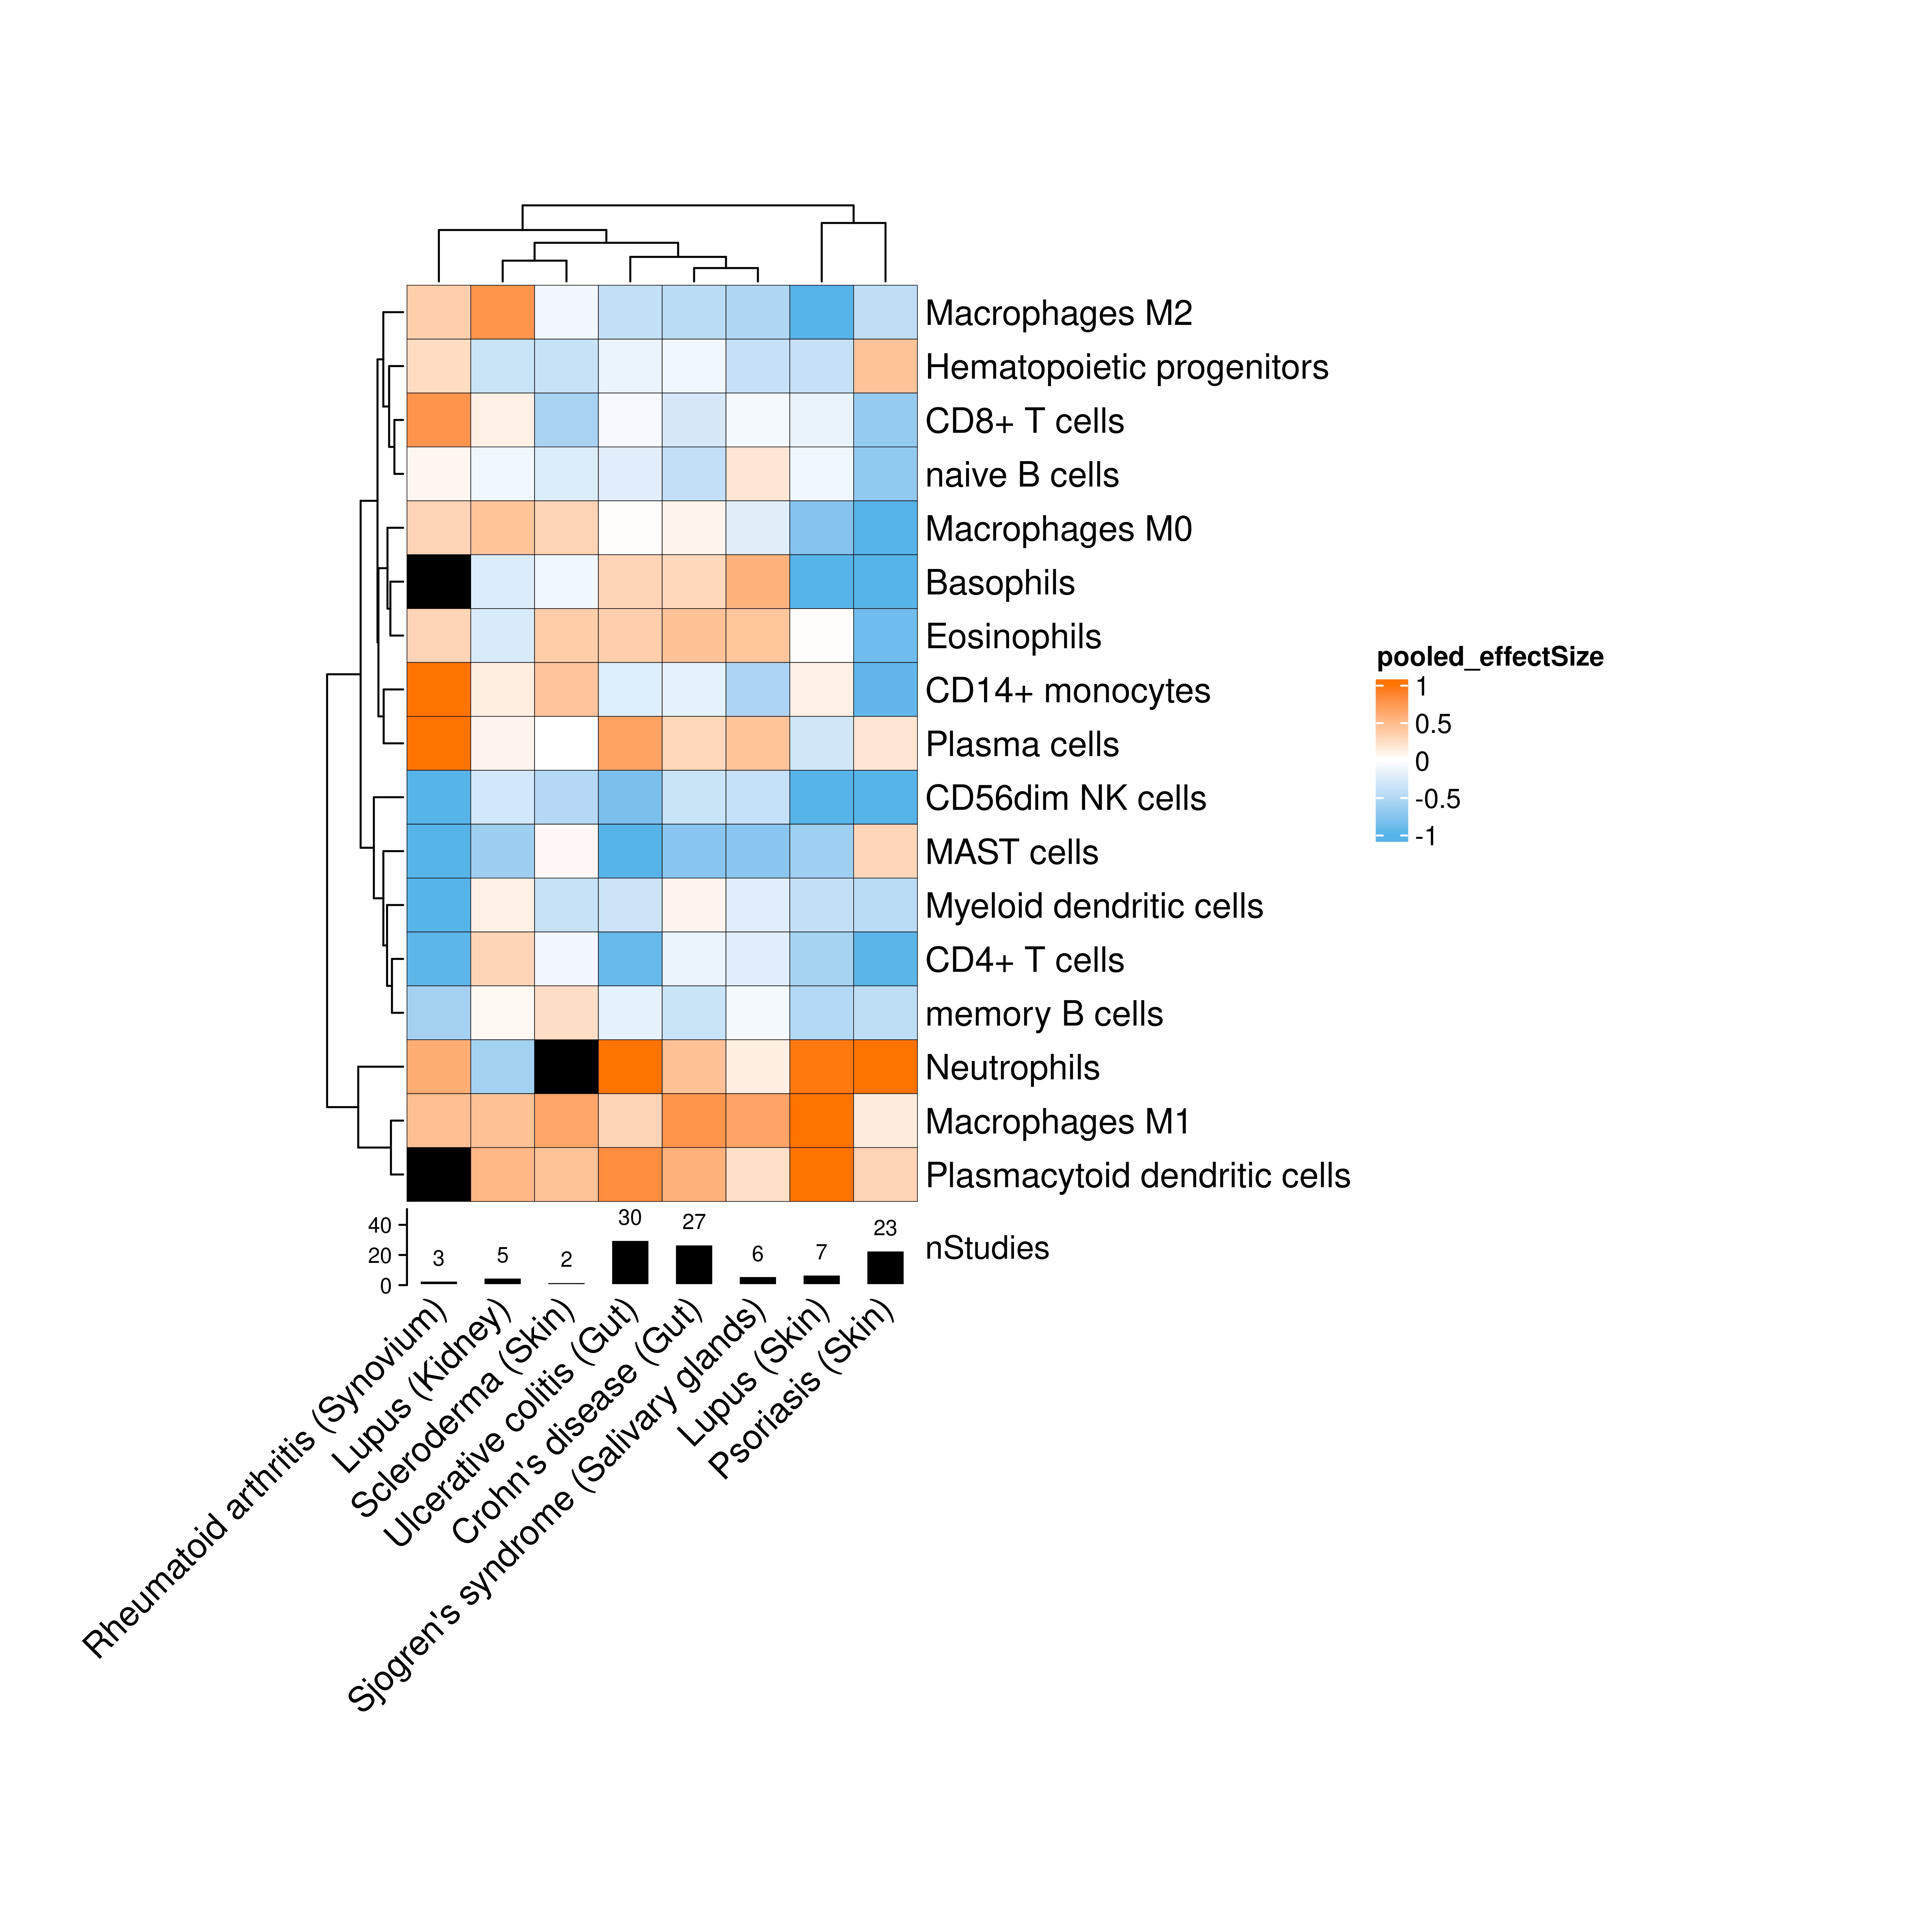 Macrophages M2
Hematopoietic progenitors
CD8+ T cells
naive B cells
Macrophages M0
Basophils
Eosinophils
CD14+ monocytes
Plasma cells
CD56dim NK cells
MAST cells
Myeloid dendritic cells
CD4+ T cells
memory B cells
Neutrophils
Macrophages M1
Plasmacytoid dendritic cells
pooled_effectSize
1
0.5
0
-0.5
-1
40
20
0
3
5
2
30
27
6
7
23
nStudies
Rheumatoid arthritis (Synovium)
Lupus (Kidney)
Scleroderma (Skin)
Ulcerative colitis (Gut)
Crohn's disease (Gut)
Sjogren's syndrome (Salivary glands)
Lupus (Skin)
Psoriasis (Skin)